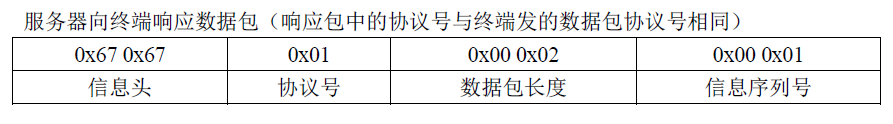 服务器向终端响应数据包（响应包中的协议号与终端发的数据包协议号相同）
0x67 0x67 0x01 0x00 0x02 0x00 0x01
信息头 协议号 数据包长度 信息序列号